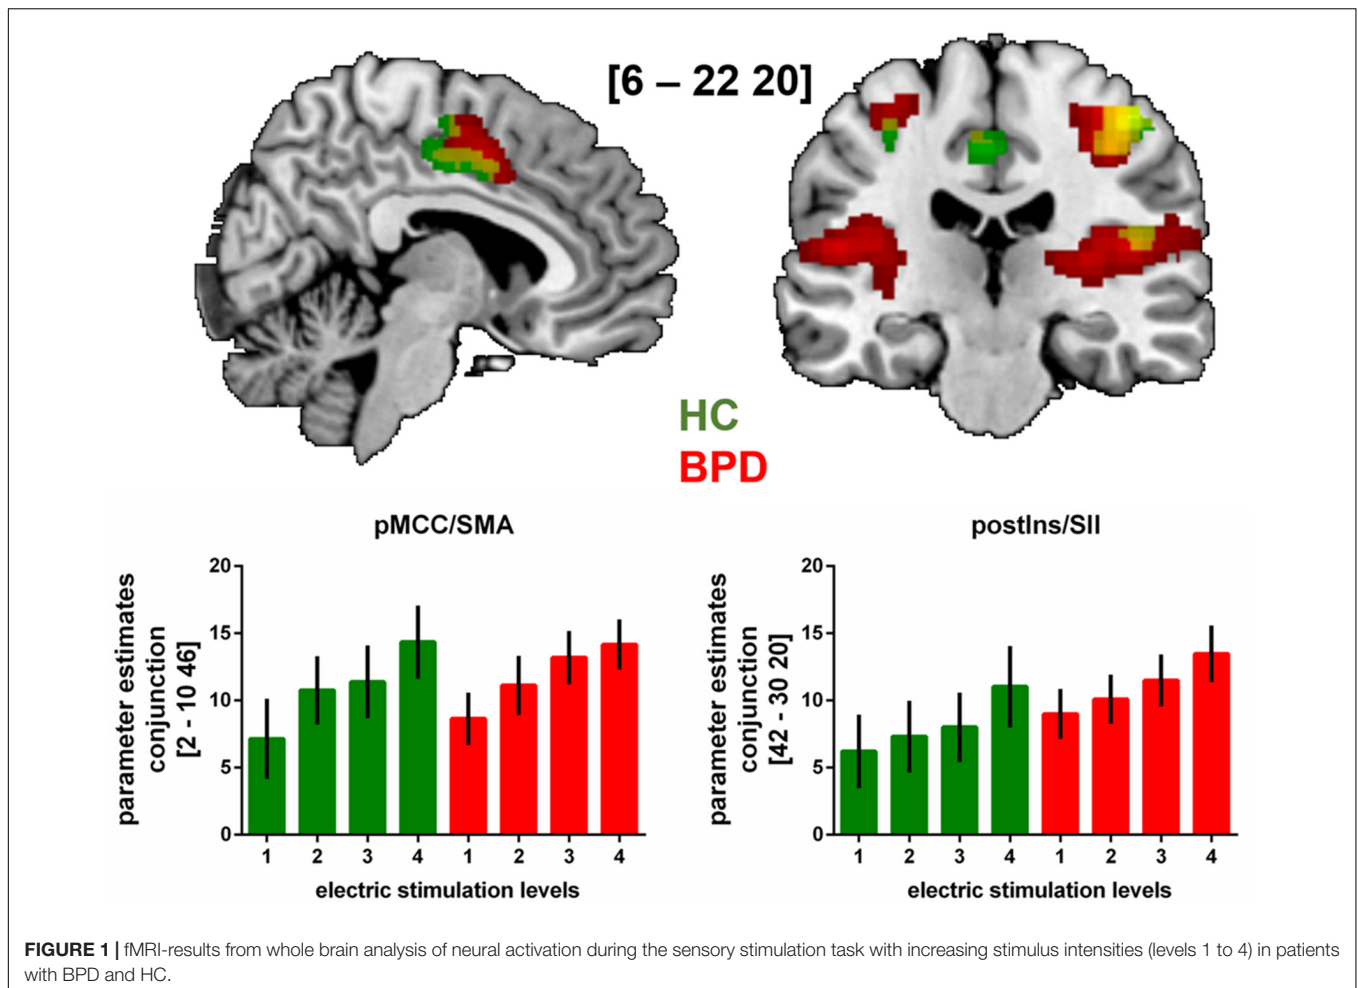 [6 – 22 20]
HC
BPD
pMCC/SMA
parameter estimates
conjunction
[2 - 10 46]
20
15
10
5
0
1 2 3 4 1 2 3 4
electric stimulation levels
postIns/SII
parameter estimates
conjunction
[42 - 30 20]
20
15
10
5
0
1 2 3 4 1 2 3 4
electric stimulation levels
FIGURE 1 | fMRI-results from whole brain analysis of neural activation during the sensory stimulation task with increasing stimulus intensities (levels 1 to 4) in patients
with BPD and HC.